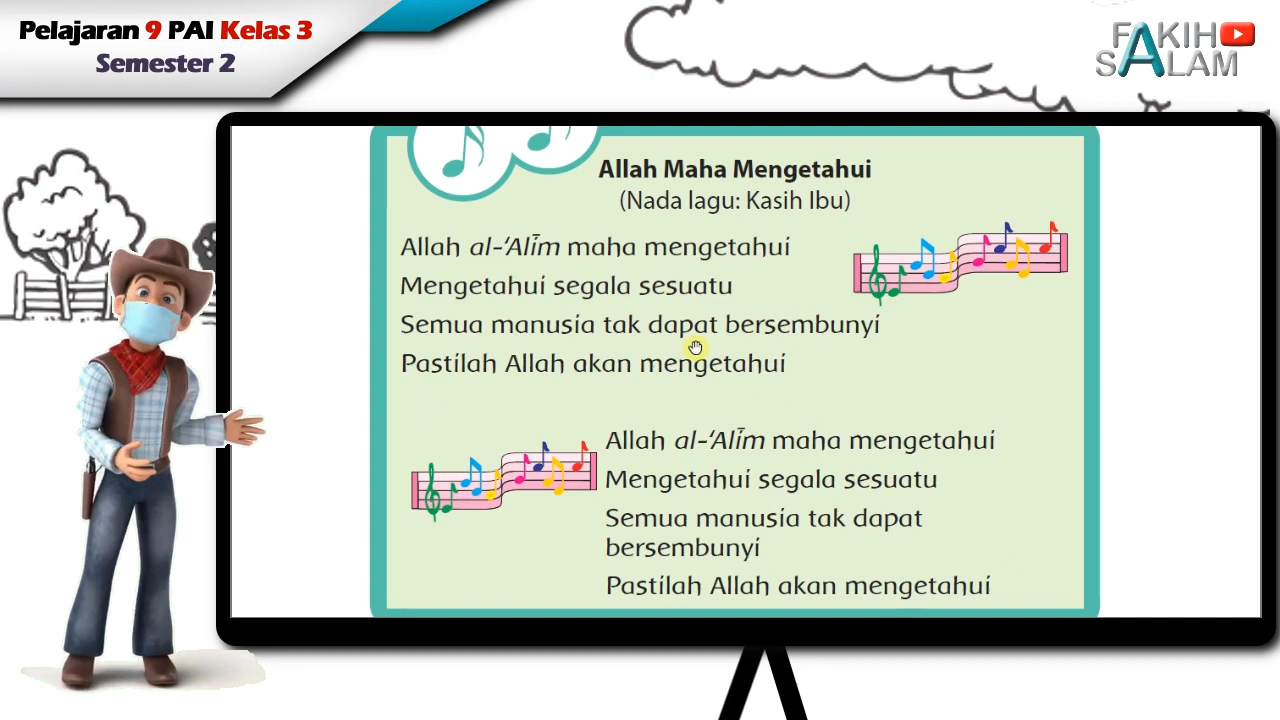 Pelajaran 9 PAI Kelas 3
Semester 2
FAKIH
SALAM
Allah Maha Mengetahui
(Nada lagu: Kasih Ibu)
Allah al-‘Alīm maha mengetahui
Mengetahui segala sesuatu
Semua manusia tak dapat bersembunyi
Pastilah Allah akan mengetahui
Allah al-‘Alīm maha mengetahui
Mengetahui segala sesuatu
Semua manusia tak dapat
bersembunyi
Pastilah Allah akan mengetahui